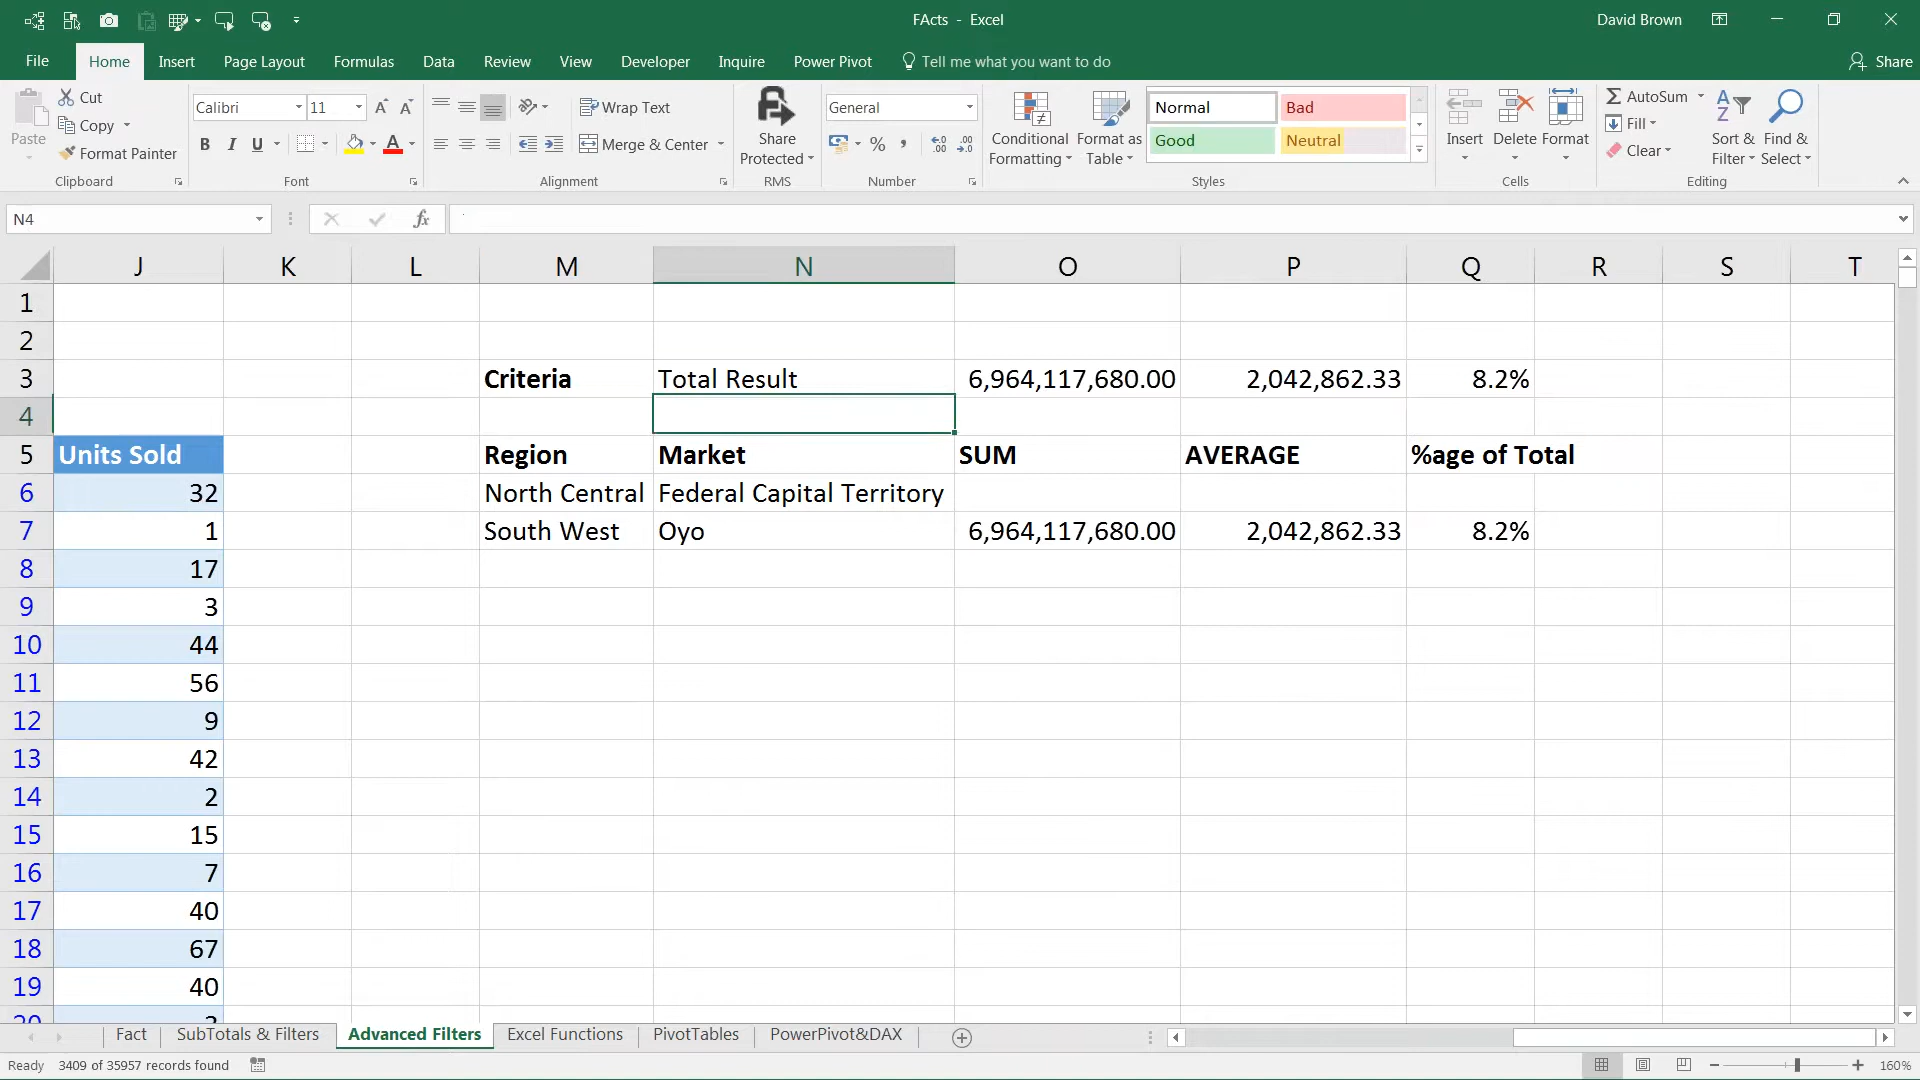 FActs - Excel
David Brown
File Home Insert Page Layout Formulas Data Review View Developer Inquire Power Pivot Tell me what you want to do Share
Paste
Cut
Copy
Format Painter
Clipboard
Calibri 11
B I U
Font
Wrap Text
Merge & Center
Alignment
Share
Protected
RMS
General
Number
Conditional
Formatting
Format as
Table
Normal Bad
Good Neutral
Styles
Insert Delete Format
Cells
AutoSum
Fill
Clear
Sort &
Filter
Find &
Select
Editing
N4 fx
J K L M N O P Q R S T
1
2
3 Criteria Total Result 6,964,117,680.00 2,042,862.33 8.2%
4
5 Units Sold Region Market SUM AVERAGE %age of Total
6 32 North Central Federal Capital Territory
7 1 South West Oyo 6,964,117,680.00 2,042,862.33 8.2%
8 17
9 3
10 44
11 56
12 9
13 42
14 2
15 15
16 7
17 40
18 67
19 40
Fact SubTotals & Filters Advanced Filters Excel Functions PivotTables PowerPivot&DAX
Ready 3409 of 35957 records found 160%